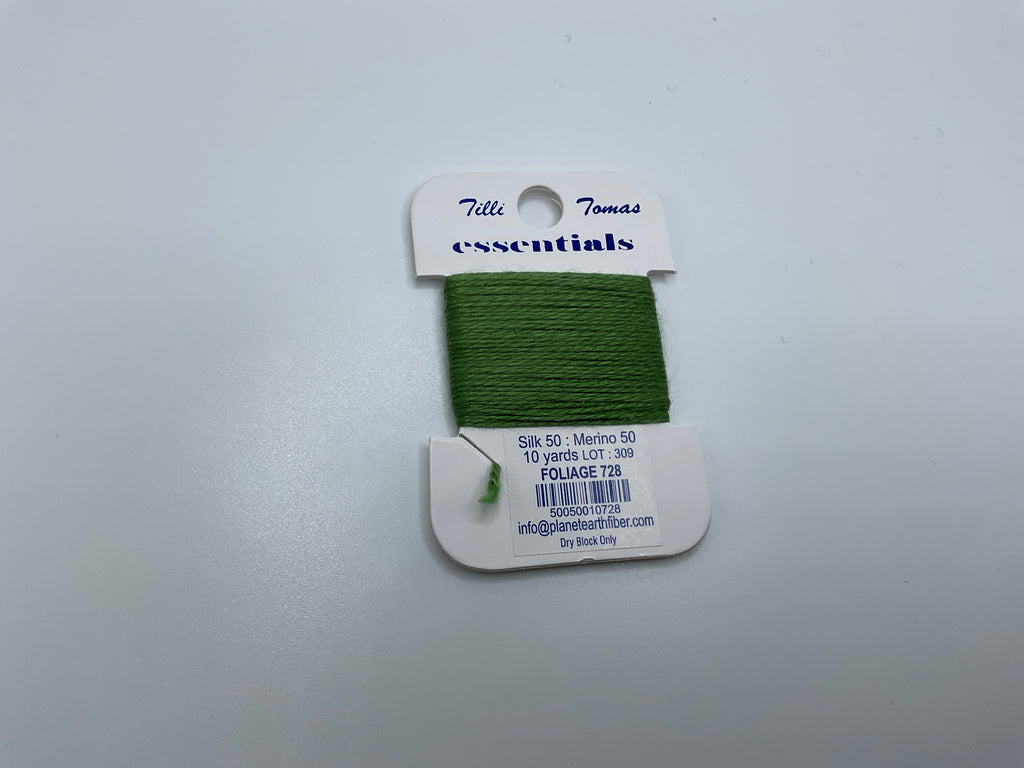 Tilli Tomas
essentials
Silk 50 : Merino 50
10 yards LOT : 309
FOLIAGE 728
50050010728
info@planetearthfiber.com
Dry Block Only